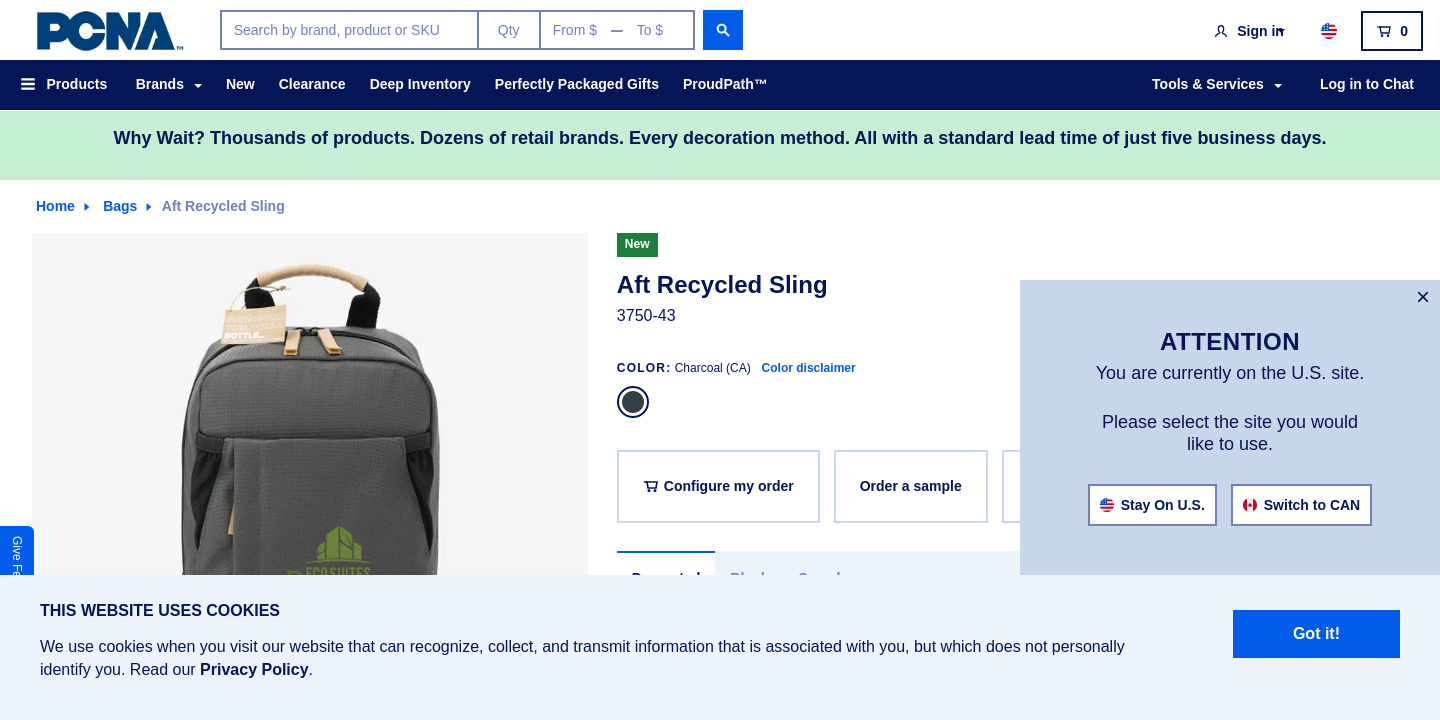 PCNA™
Search by brand, product or SKU
Qty
From $ — To $
Sign in
0
Products
Brands
New
Clearance
Deep Inventory
Perfectly Packaged Gifts
ProudPath™
Tools & Services
Log in to Chat
Why Wait? Thousands of products. Dozens of retail brands. Every decoration method. All with a standard lead time of just five business days.
Home
Bags
Aft Recycled Sling
New
Aft Recycled Sling
3750-43
COLOR: Charcoal (CA) Color disclaimer
Configure my order
Order a sample
BOTTLE
ECO SUITES
×
ATTENTION
You are currently on the U.S. site.
Please select the site you would
like to use.
Stay On U.S.
Switch to CAN
Give Fe
THIS WEBSITE USES COOKIES
We use cookies when you visit our website that can recognize, collect, and transmit information that is associated with you, but which does not personally
identify you. Read our Privacy Policy.
Got it!